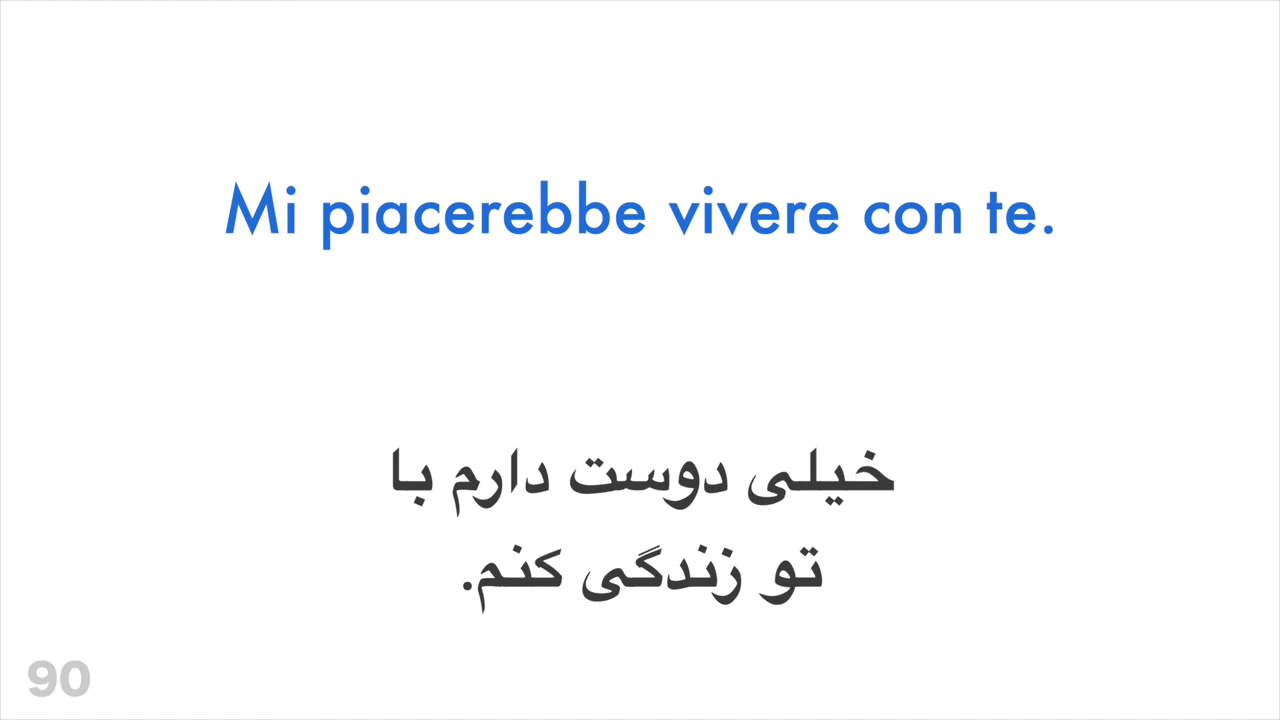 Mi piacerebbe vivere con te.
خیلی دوست دارم با
تو زندگی کنم.
90